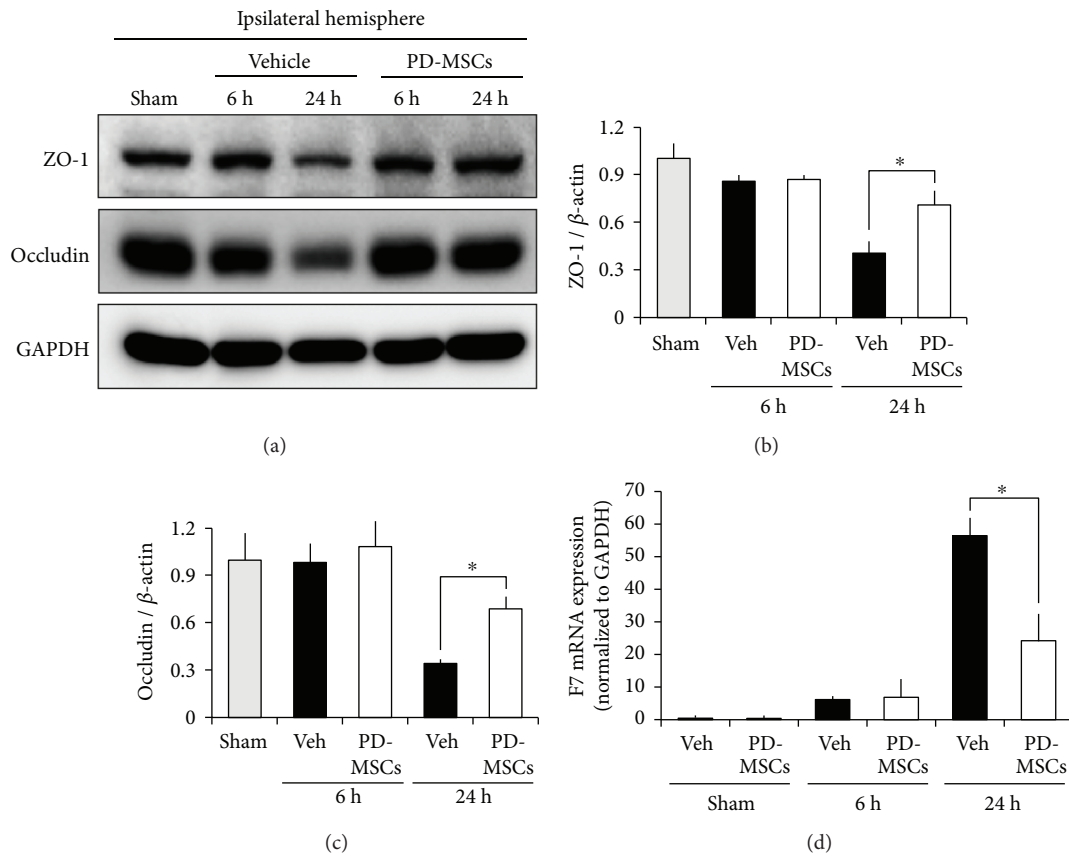 Ipsilateral hemisphere
Vehicle PD-MSCs
Sham 6 h 24 h 6 h 24 h
ZO-1
Occludin
GAPDH
(a)
ZO-1 / β-actin
1.2
0.9
0.6
0.3
0
*
Sham Veh PD-MSCs Veh PD-MSCs
6 h 24 h
(b)
Occludin / β-actin
1.2
0.9
0.6
0.3
0
*
Sham Veh PD-MSCs Veh PD-MSCs
6 h 24 h
(c)
F7 mRNA expression
(normalized to GAPDH)
70
60
50
40
30
20
10
0
*
Veh PD-MSCs Veh PD-MSCs Veh PD-MSCs
Sham 6 h 24 h
(d)